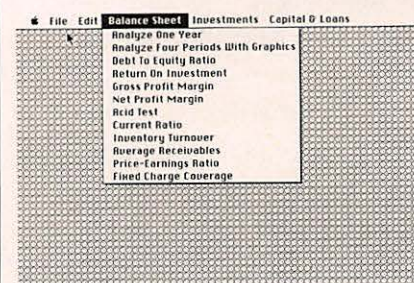 File Edit Balance Sheet Investments Capital & Loans
Analyze One Year
Analyze Four Periods With Graphics
Debt To Equity Ratio
Return On Investment
Gross Profit Margin
Net Profit Margin
Acid Test
Current Ratio
Inventory Turnover
Average Receivables
Price-Earnings Ratio
Fixed Charge Coverage